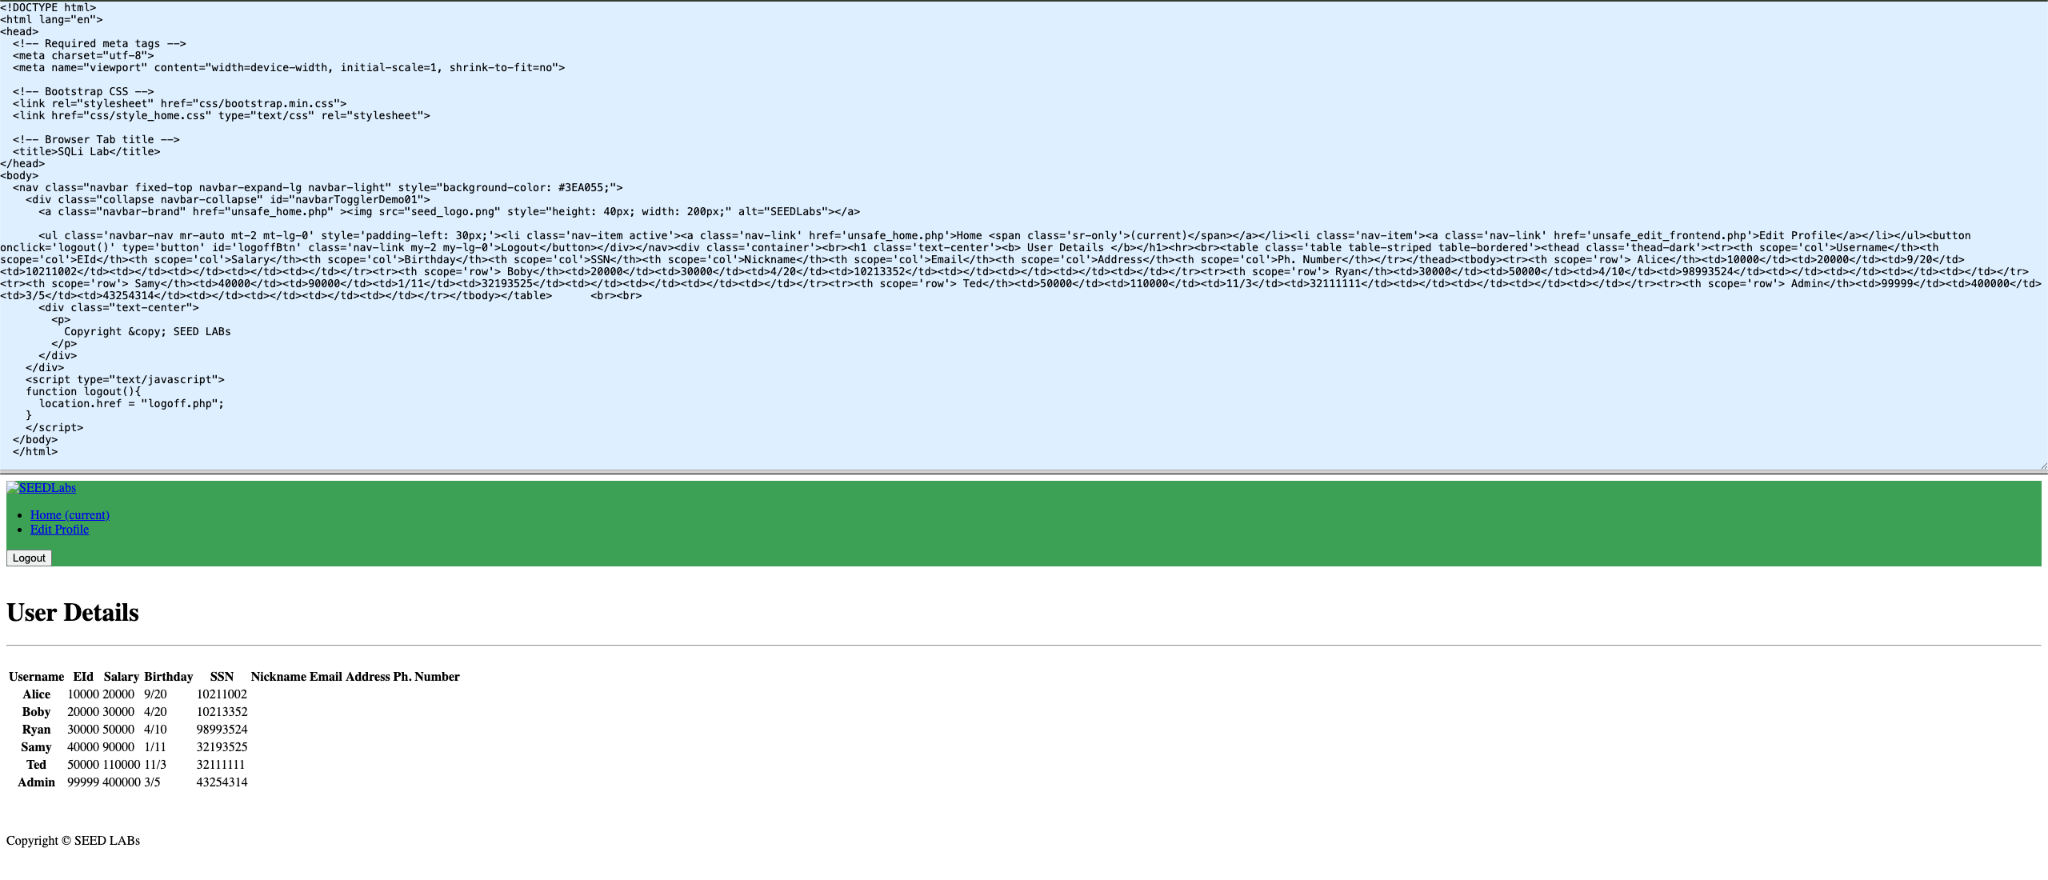 <!DOCTYPE html>
<html lang="en">
<head>
  <!-- Required meta tags -->
  <meta charset="utf-8">
  <meta name="viewport" content="width=device-width, initial-scale=1, shrink-to-fit=no">

  <!-- Bootstrap CSS -->
  <link rel="stylesheet" href="css/bootstrap.min.css">
  <link href="css/style_home.css" type="text/css" rel="stylesheet">

  <!-- Browser Tab title -->
  <title>SQLi Lab</title>
</head>
<body>
  <nav class="navbar fixed-top navbar-expand-lg navbar-light" style="background-color: #3EA055;">
    <div class="collapse navbar-collapse" id="navbarTogglerDemo01">
      <a class="navbar-brand" href="unsafe_home.php" ><img src="seed_logo.png" style="height: 40px; width: 200px;" alt="SEEDLabs"></a>

      <ul class='navbar-nav mr-auto mt-2 mt-lg-0' style='padding-left: 30px;'><li class='nav-item active'><a class='nav-link' href='unsafe_home.php'>Home <span class='sr-only'>(current)</span></a></li><li class='nav-item'><a class='nav-link' href='unsafe_edit_frontend.php'>Edit Profile</a></li></ul><button
onclick='logout()' type='button' id='logoffBtn' class='nav-link my-2 my-lg-0'>Logout</button></div></nav><div class='container'><br><h1 class='text-center'><b> User Details </b></h1><hr><br><table class='table table-striped table-bordered'><thead class='thead-dark'><tr><th scope='col'>Username</th><th
scope='col'>EId</th><th scope='col'>Salary</th><th scope='col'>Birthday</th><th scope='col'>SSN</th><th scope='col'>Nickname</th><th scope='col'>Email</th><th scope='col'>Address</th><th scope='col'>Ph. Number</th></tr></thead><tbody><tr><th scope='row'> Alice</th><td>10000</td><td>20000</td><td>9/20</td>
<td>10211002</td><td></td><td></td><td></td><td></td></tr><tr><th scope='row'> Boby</th><td>20000</td><td>30000</td><td>4/20</td><td>10213352</td><td></td><td></td><td></td><td></td></tr><tr><th scope='row'> Ryan</th><td>30000</td><td>50000</td><td>4/10</td><td>98993524</td><td></td><td></td><td></td><td></td></tr>
<tr><th scope='row'> Samy</th><td>40000</td><td>90000</td><td>1/11</td><td>32193525</td><td></td><td></td><td></td><td></td></tr><tr><th scope='row'> Ted</th><td>50000</td><td>110000</td><td>11/3</td><td>32111111</td><td></td><td></td><td></td><td></td></tr><tr><th scope='row'> Admin</th><td>99999</td><td>400000</td>
<td>3/5</td><td>43254314</td><td></td><td></td><td></td><td></td></tr></tbody></table>      <br><br>
      <div class="text-center">
        <p>
          Copyright &copy; SEED LABs
        </p>
      </div>
    </div>
    <script type="text/javascript">
    function logout(){
      location.href = "logoff.php";
    }
    </script>
  </body>
  </html>
SEEDLabs
• Home (current)
• Edit Profile
Logout
User Details
Username EId Salary Birthday SSN Nickname Email Address Ph. Number
Alice 10000 20000 9/20 10211002
Boby 20000 30000 4/20 10213352
Ryan 30000 50000 4/10 98993524
Samy 40000 90000 1/11 32193525
Ted 50000 110000 11/3 32111111
Admin 99999 400000 3/5 43254314
Copyright © SEED LABs